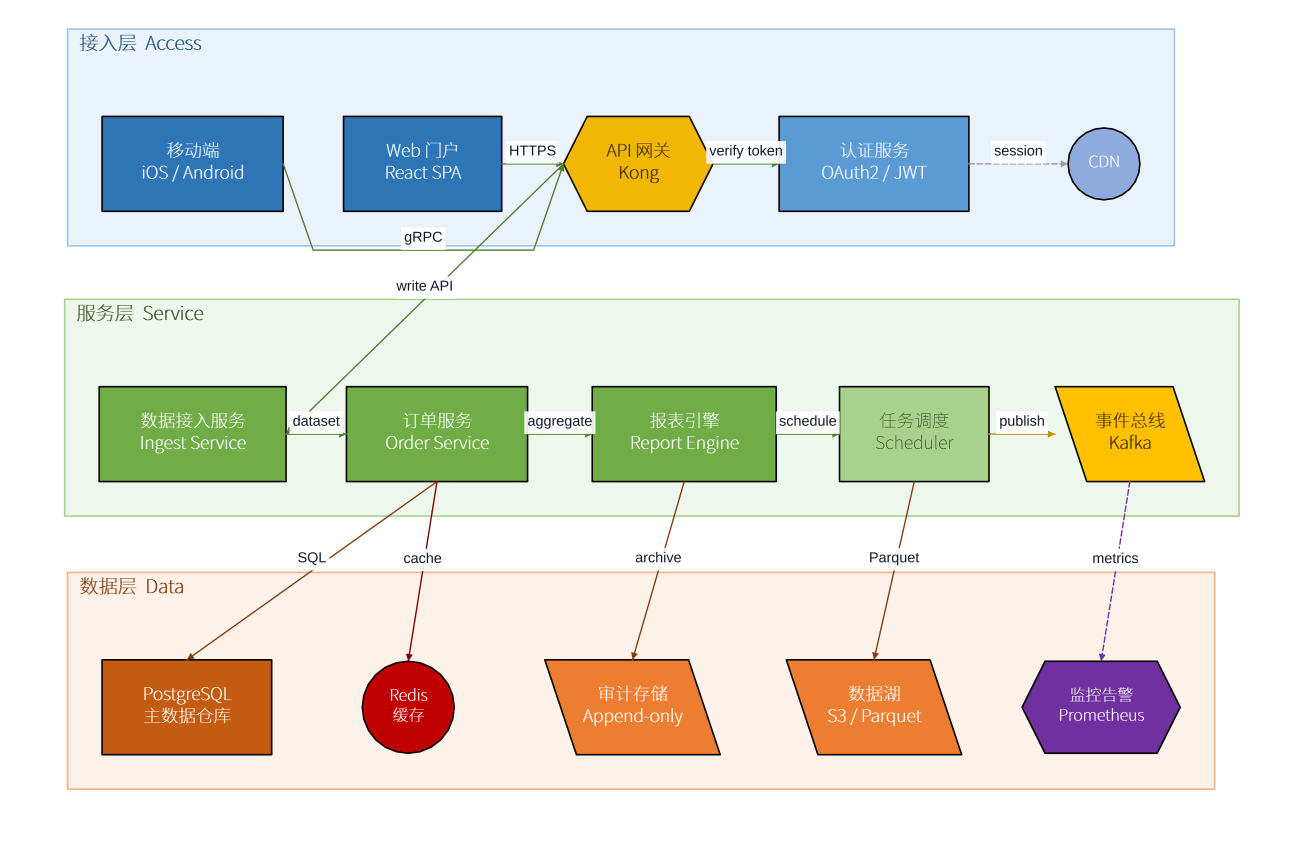 接入层 Access
移动端
iOS / Android
Web 门户
React SPA
HTTPS
API 网关
Kong
verify token
认证服务
OAuth2 / JWT
session
CDN
gRPC
write API
服务层 Service
数据接入服务
Ingest Service
dataset
订单服务
Order Service
aggregate
报表引擎
Report Engine
schedule
任务调度
Scheduler
publish
事件总线
Kafka
SQL
cache
archive
Parquet
metrics
数据层 Data
PostgreSQL
主数据仓库
Redis
缓存
审计存储
Append-only
数据湖
S3 / Parquet
监控告警
Prometheus